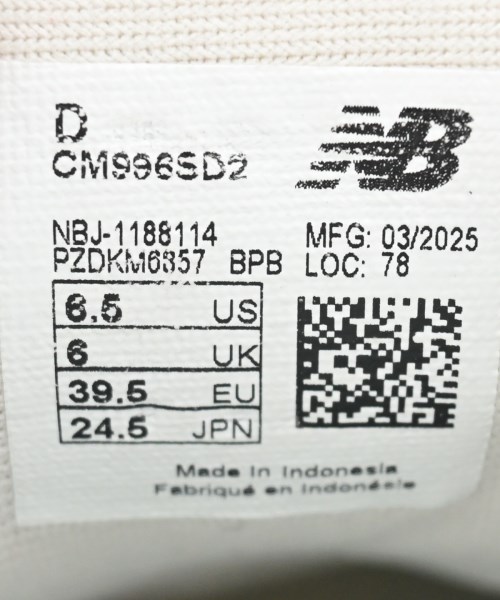 D
CM996SD2
NB
NBJ-1188114
MFG: 03/2025
PZDKM6857 BPB
LOC: 78
6.5 US
6 UK
39.5 EU
24.5 JPN
Made In Indonesia
Fabriqué en Indonésie